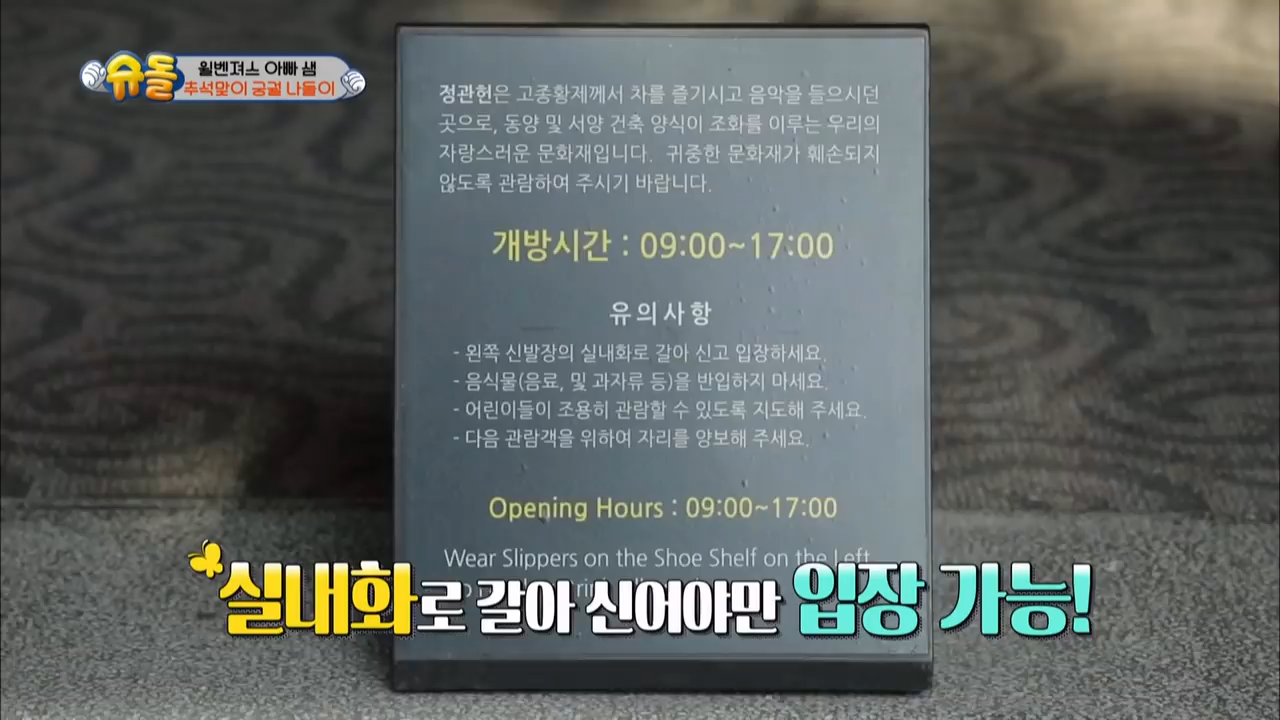 슈돌
윌벤져스 아빠 샘
추석맞이 궁궐 나들이
정관헌은 고종황제께서 차를 즐기시고 음악을 들으시던
곳으로, 동양 및 서양 건축 양식이 조화를 이루는 우리의
자랑스러운 문화재입니다. 귀중한 문화재가 훼손되지
않도록 관람하여 주시기 바랍니다.
개방시간 : 09:00~17:00
유의사항
- 왼쪽 신발장의 실내화로 갈아 신고 입장하세요.
- 음식물(음료, 및 과자류 등)을 반입하지 마세요.
- 어린이들이 조용히 관람할 수 있도록 지도해 주세요.
- 다음 관람객을 위하여 자리를 양보해 주세요.
Opening Hours : 09:00~17:00
Wear Slippers on the Shoe Shelf on the Left
실내화로 갈아 신어야만 입장 가능!